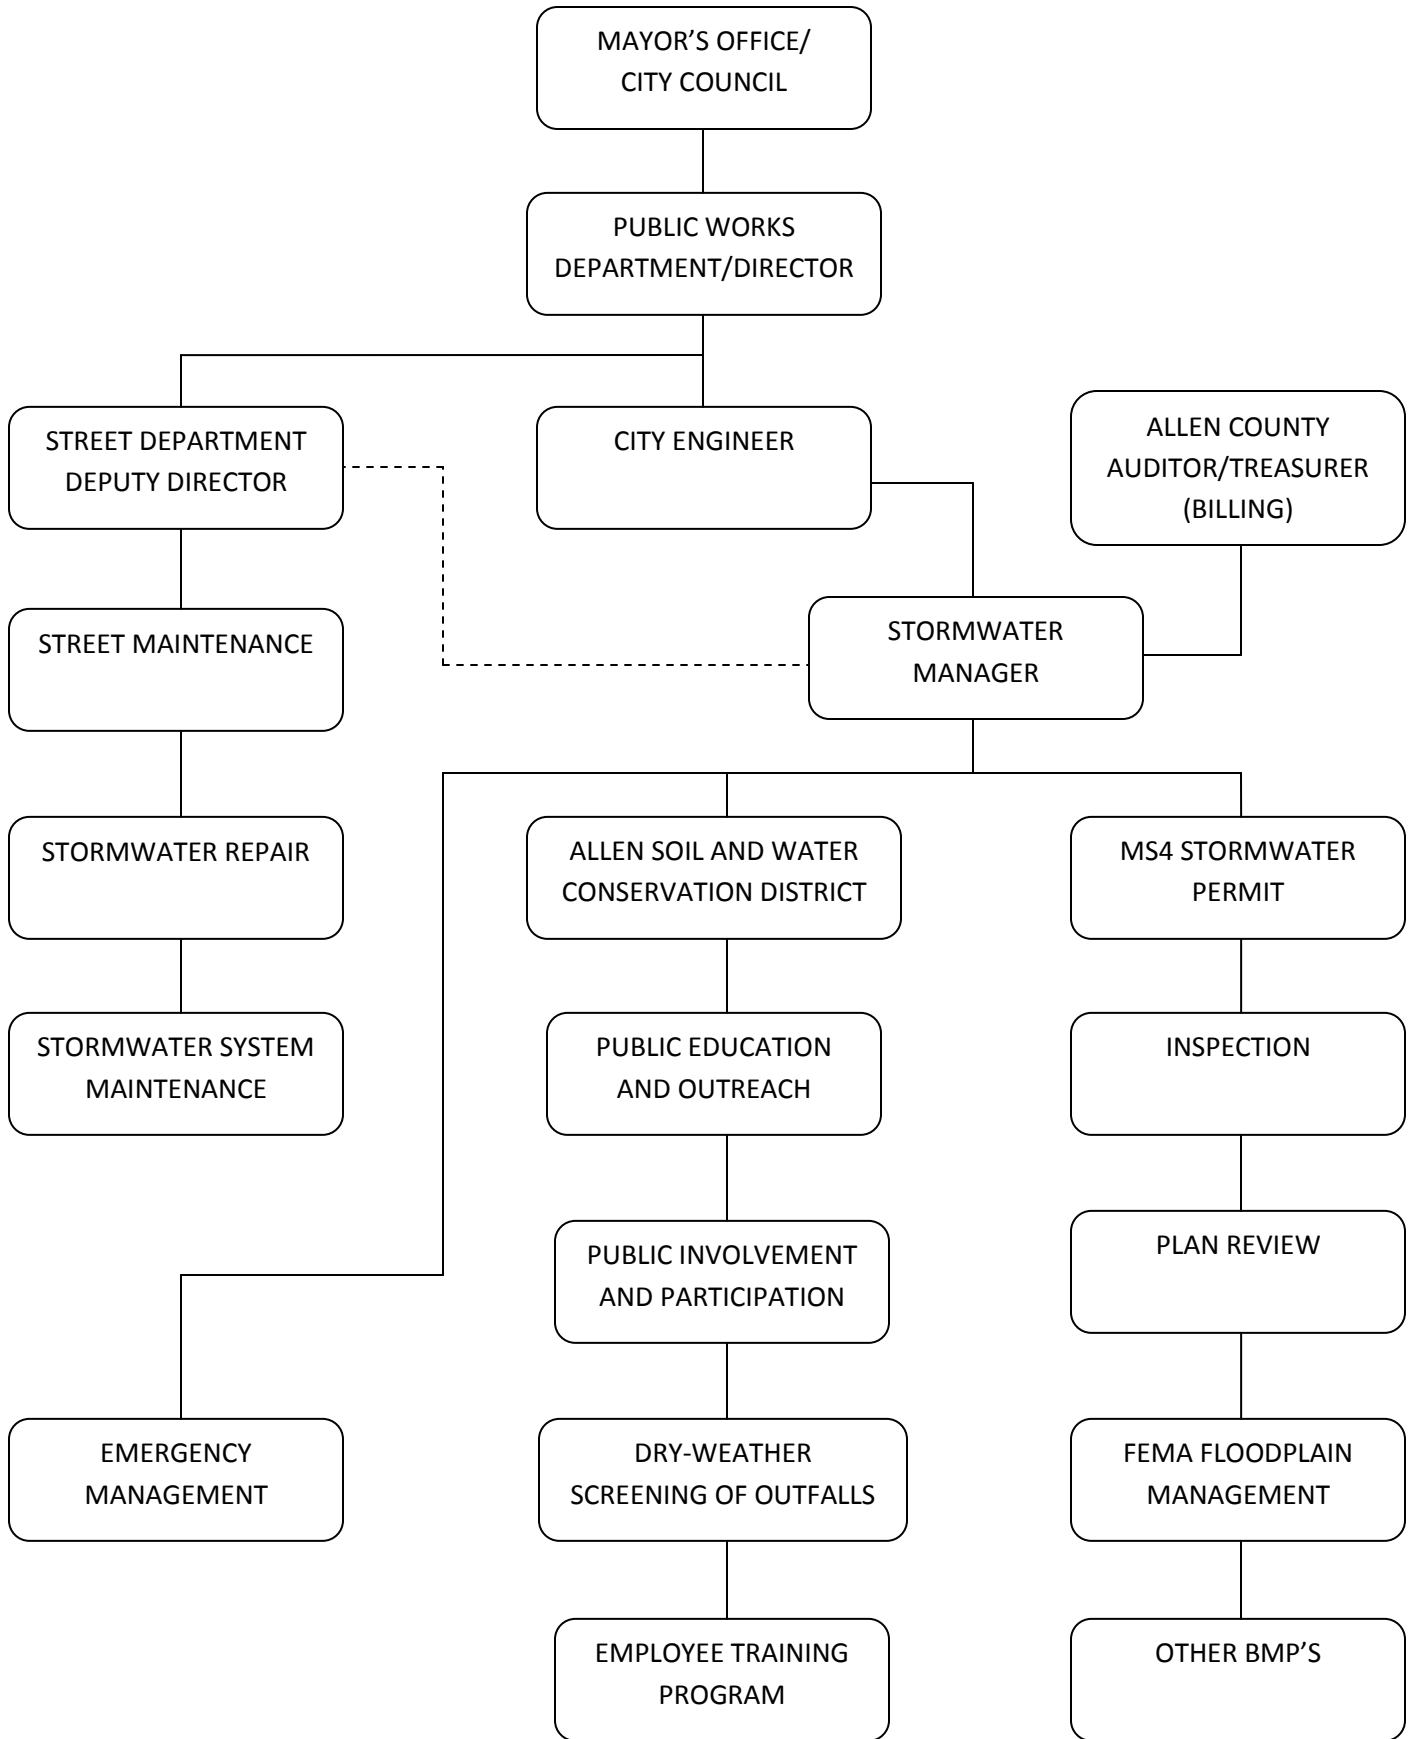 MAYOR’S OFFICE/
CITY COUNCIL
PUBLIC WORKS
DEPARTMENT/DIRECTOR
STREET DEPARTMENT
DEPUTY DIRECTOR
CITY ENGINEER
ALLEN COUNTY
AUDITOR/TREASURER
(BILLING)
STREET MAINTENANCE
STORMWATER
MANAGER
STORMWATER REPAIR
ALLEN SOIL AND WATER
CONSERVATION DISTRICT
MS4 STORMWATER
PERMIT
STORMWATER SYSTEM
MAINTENANCE
PUBLIC EDUCATION
AND OUTREACH
INSPECTION
PUBLIC INVOLVEMENT
AND PARTICIPATION
PLAN REVIEW
EMERGENCY
MANAGEMENT
DRY-WEATHER
SCREENING OF OUTFALLS
FEMA FLOODPLAIN
MANAGEMENT
EMPLOYEE TRAINING
PROGRAM
OTHER BMP’S